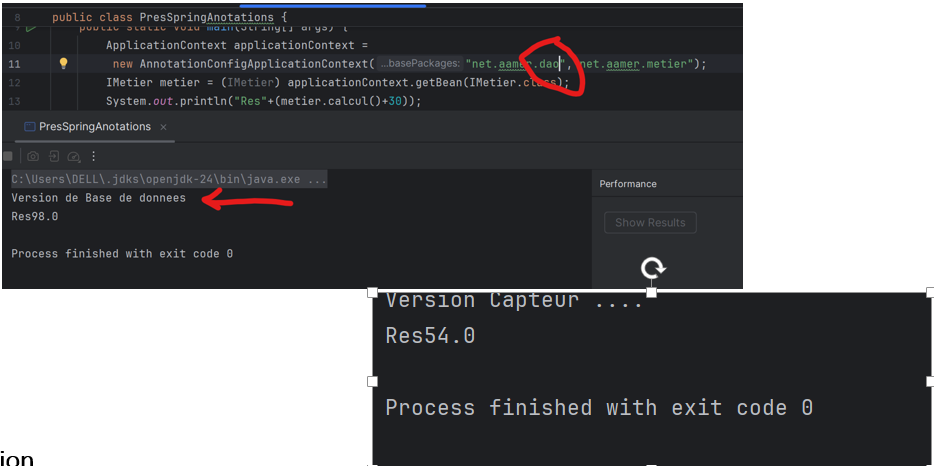 8 public class PresSpringAnotations {
9 public static void main(String[] args) {
10 ApplicationContext applicationContext =
11 new AnnotationConfigApplicationContext( ...basePackages: "net.aamer.dao", "net.aamer.metier");
12 IMetier metier = (IMetier) applicationContext.getBean(IMetier.class);
13 System.out.println("Res"+(metier.calcul()+30));
PresSpringAnotations ×
C:\Users\DELL\.jdks\openjdk-24\bin\java.exe ...
Version de Base de donnees
Res98.0
Process finished with exit code 0
Performance
Show Results
Version Capteur ....
Res54.0
Process finished with exit code 0
ion